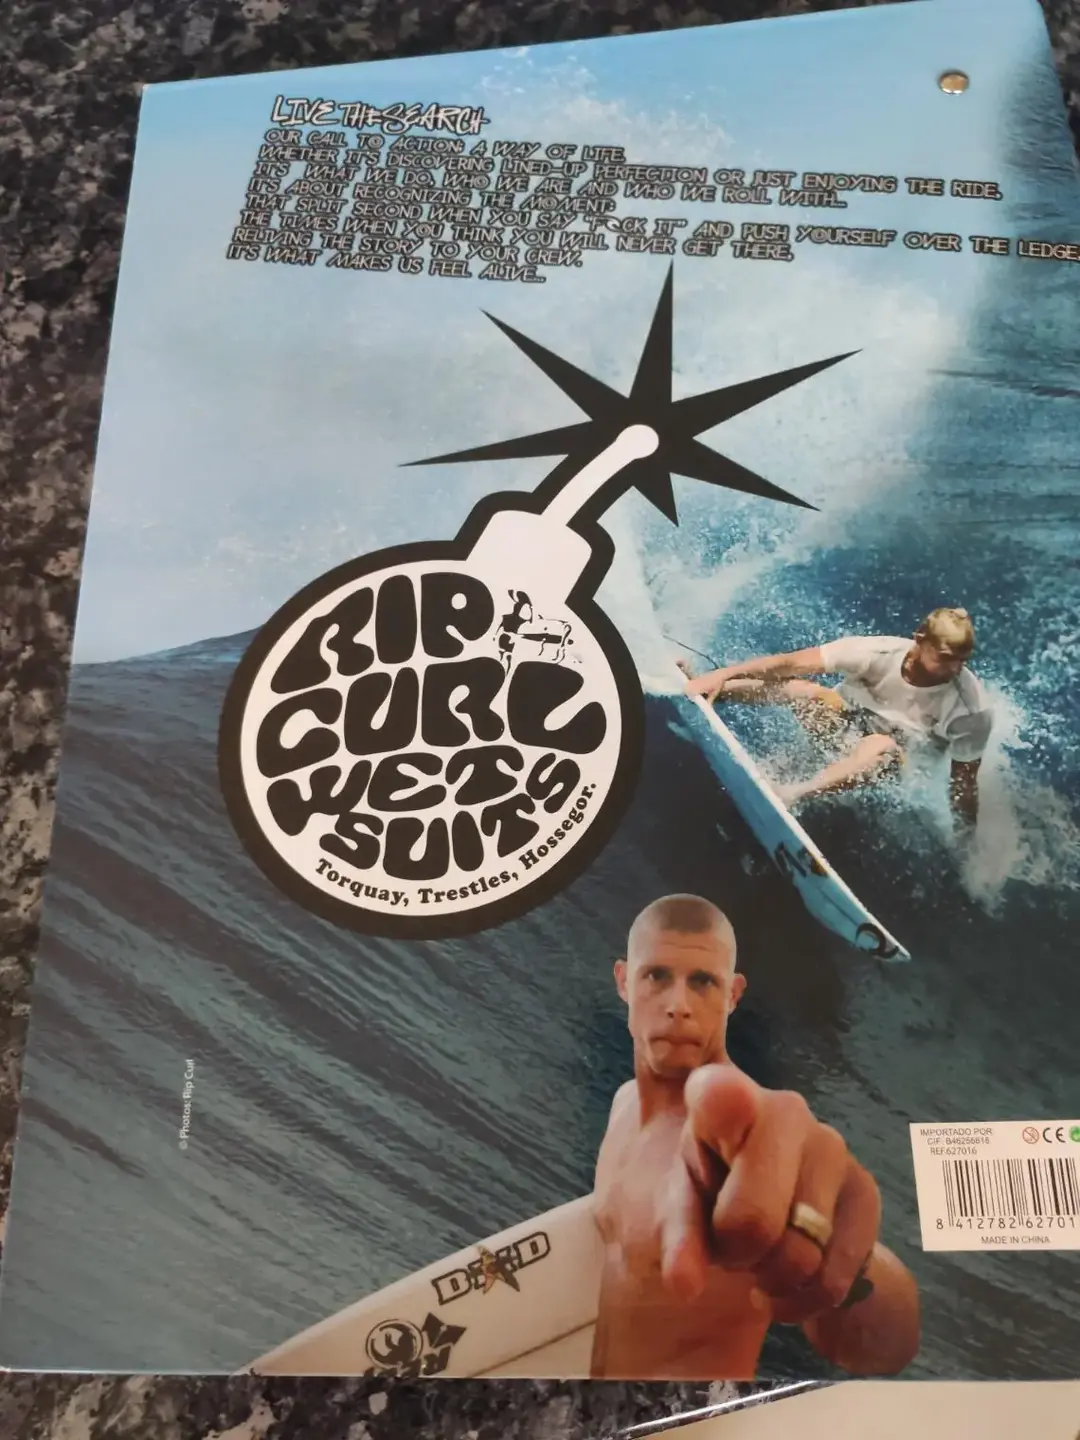 LIVE THE SEARCH
OUR CALL TO ACTION: A WAY OF LIFE.
WHETHER IT'S DISCOVERING LINED-UP PERFECTION OR JUST ENJOYING THE RIDE.
IT'S WHAT WE DO, WHO WE ARE AND WHO WE ROLL WITH...
IT'S ABOUT RECOGNIZING THE MOMENT:
THAT SPLIT SECOND WHEN YOU SAY "F*CK IT" AND PUSH YOURSELF OVER THE LEDGE.
THE TIMES WHEN YOU THINK YOU WILL NEVER GET THERE.
RELIVING THE STORY TO YOUR CREW.
IT'S WHAT MAKES US FEEL ALIVE...
RIP
CURL
WET
SUITS
Torquay, Trestles, Hossegor.
© Photos: Rip Curl
IMPORTADO POR:
CIF: B46256618
REF.627016
CE
8 412782 62701
MADE IN CHINA